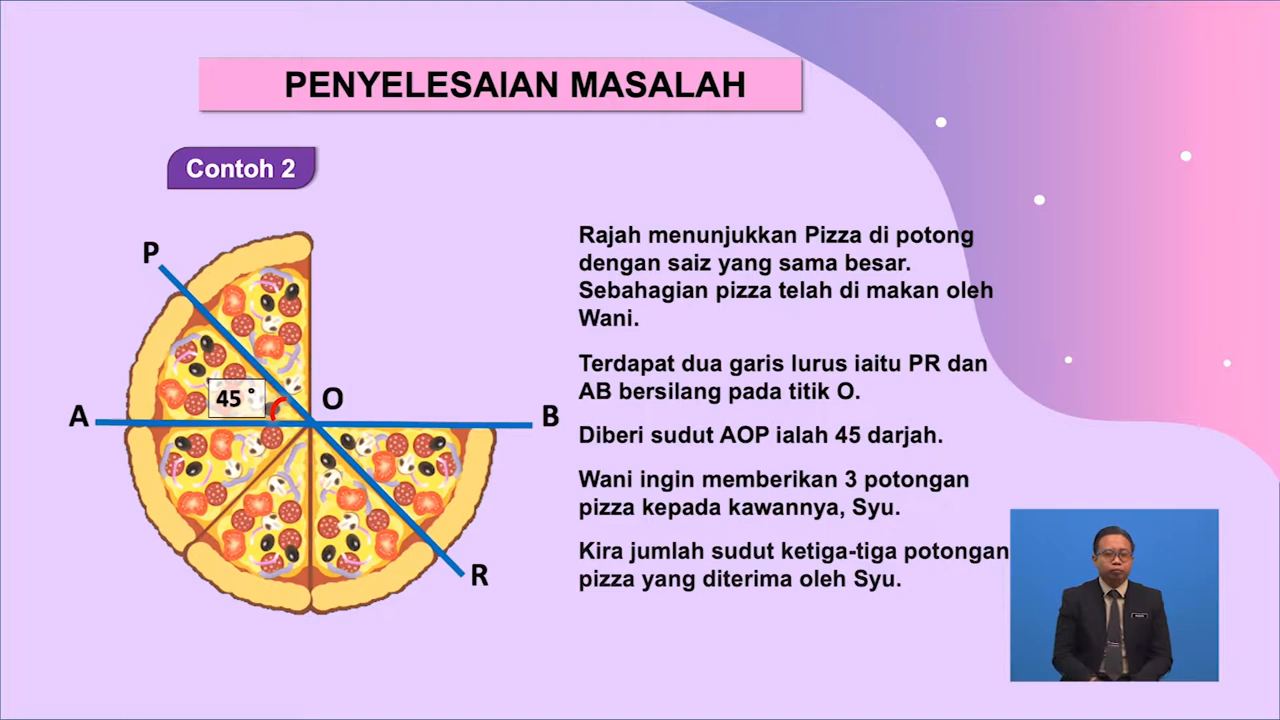 PENYELESAIAN MASALAH
Contoh 2
P
45 °
O
A
B
R
Rajah menunjukkan Pizza di potong
dengan saiz yang sama besar.
Sebahagian pizza telah di makan oleh
Wani.
Terdapat dua garis lurus iaitu PR dan
AB bersilang pada titik O.
Diberi sudut AOP ialah 45 darjah.
Wani ingin memberikan 3 potongan
pizza kepada kawannya, Syu.
Kira jumlah sudut ketiga-tiga potongan
pizza yang diterima oleh Syu.